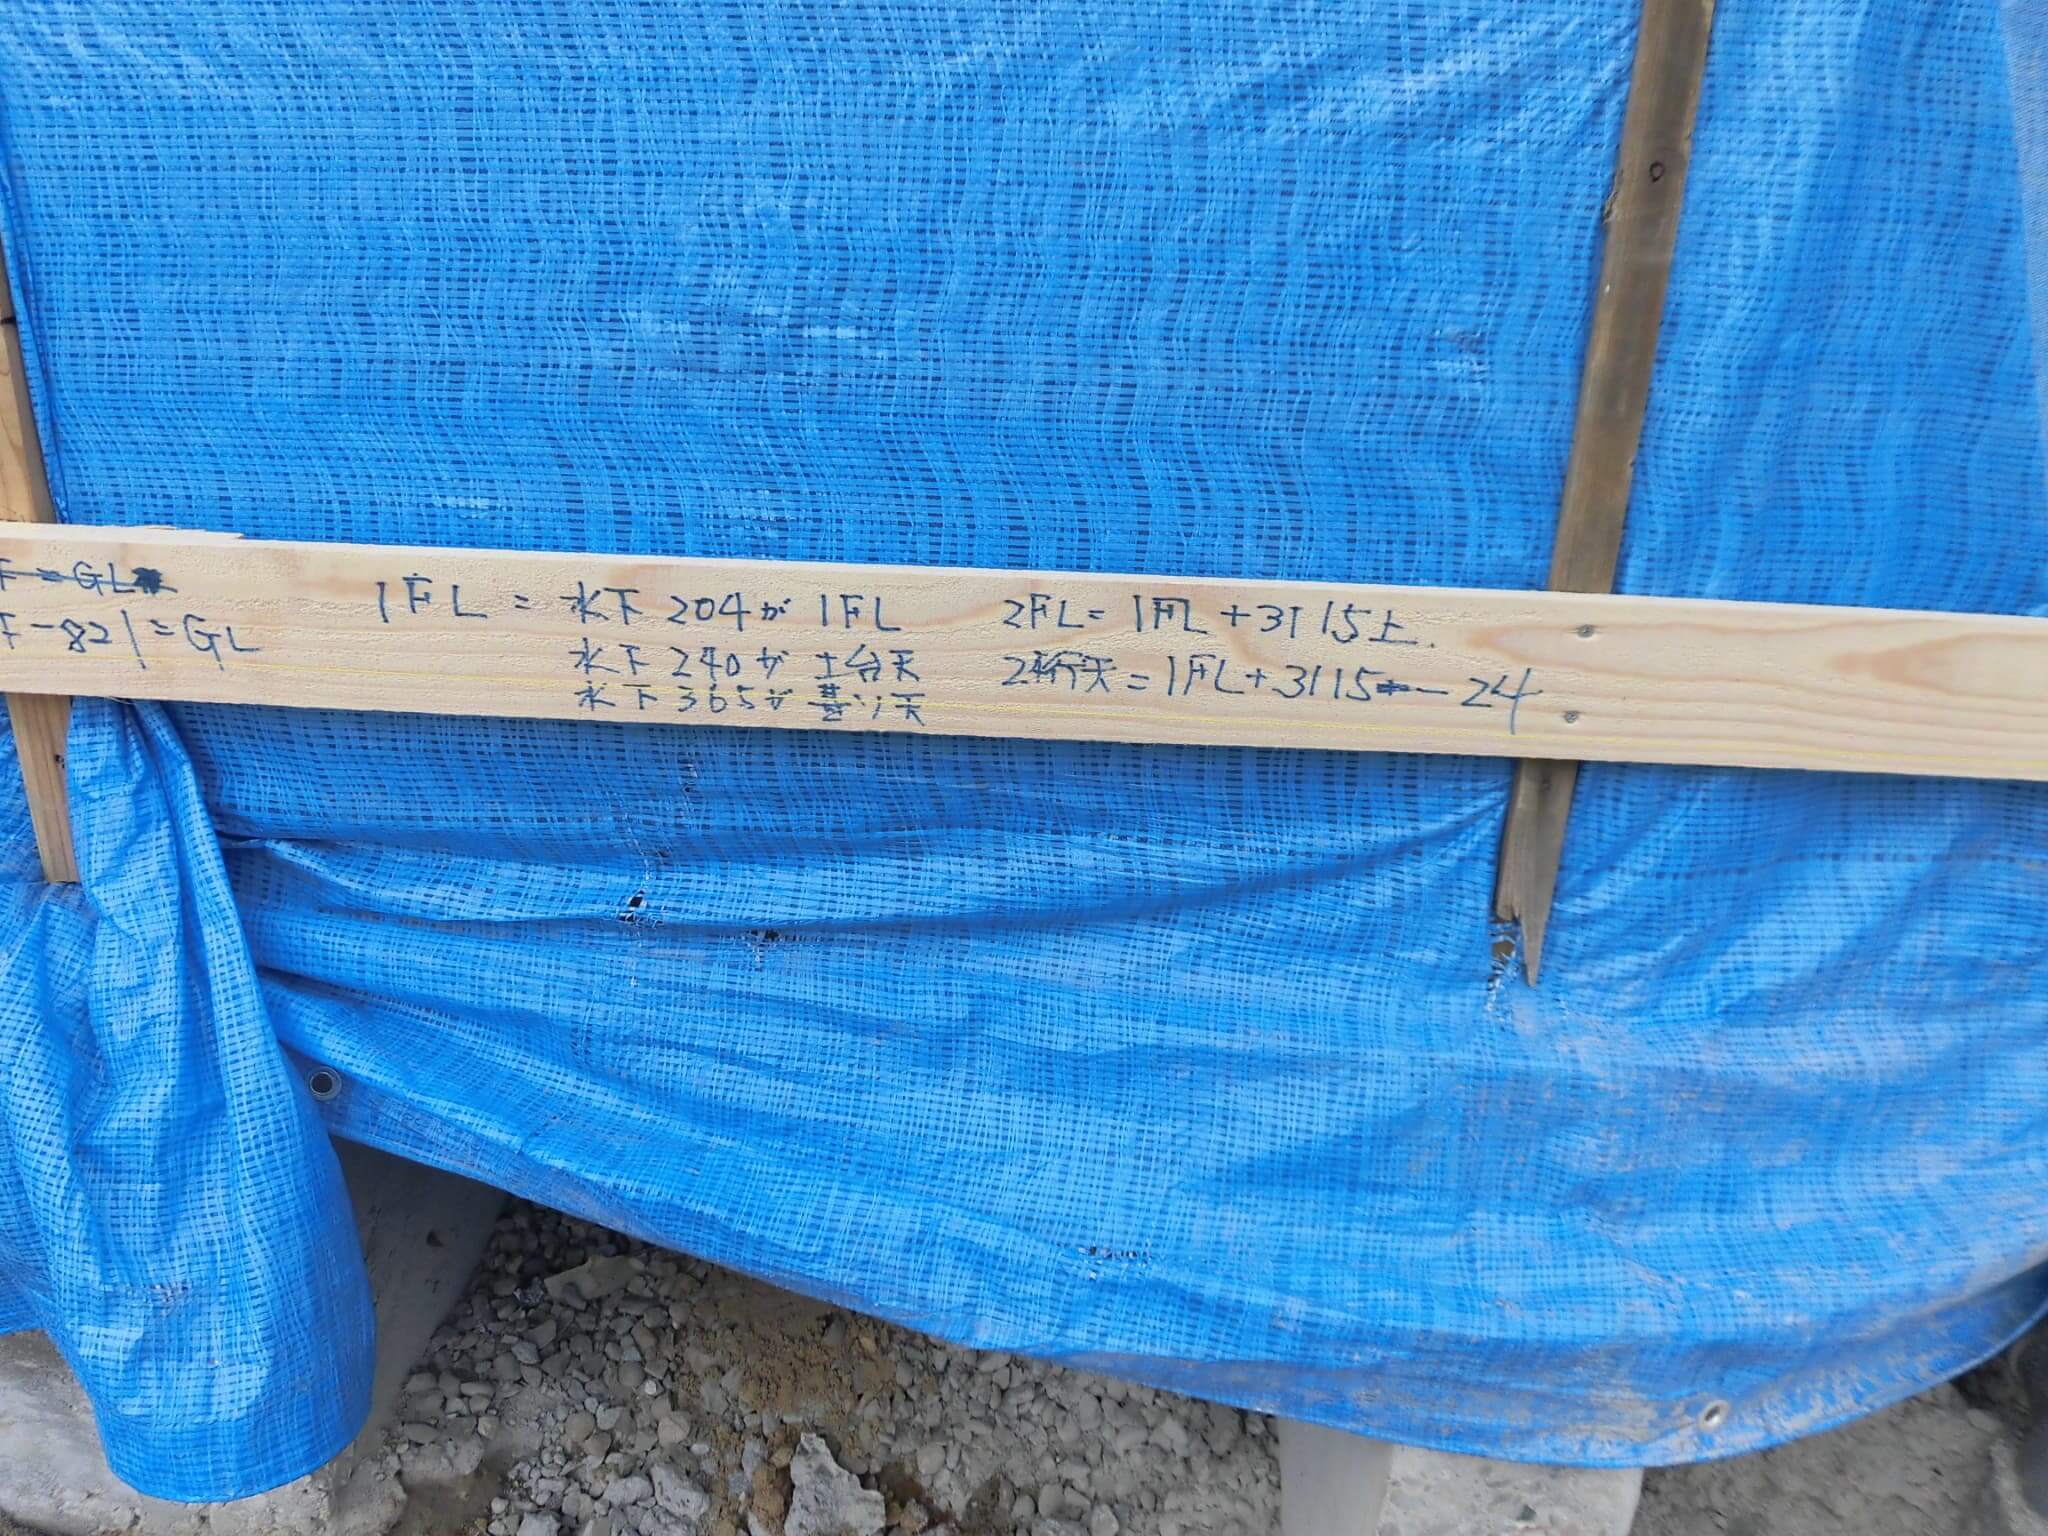 下=GL
下-821=GL
1FL = 水下 204が 1FL
水下 240が 土台天
水下 365が 基ソ天
2FL= 1FL +3115上.
2桁天 = 1FL+3115 - 24